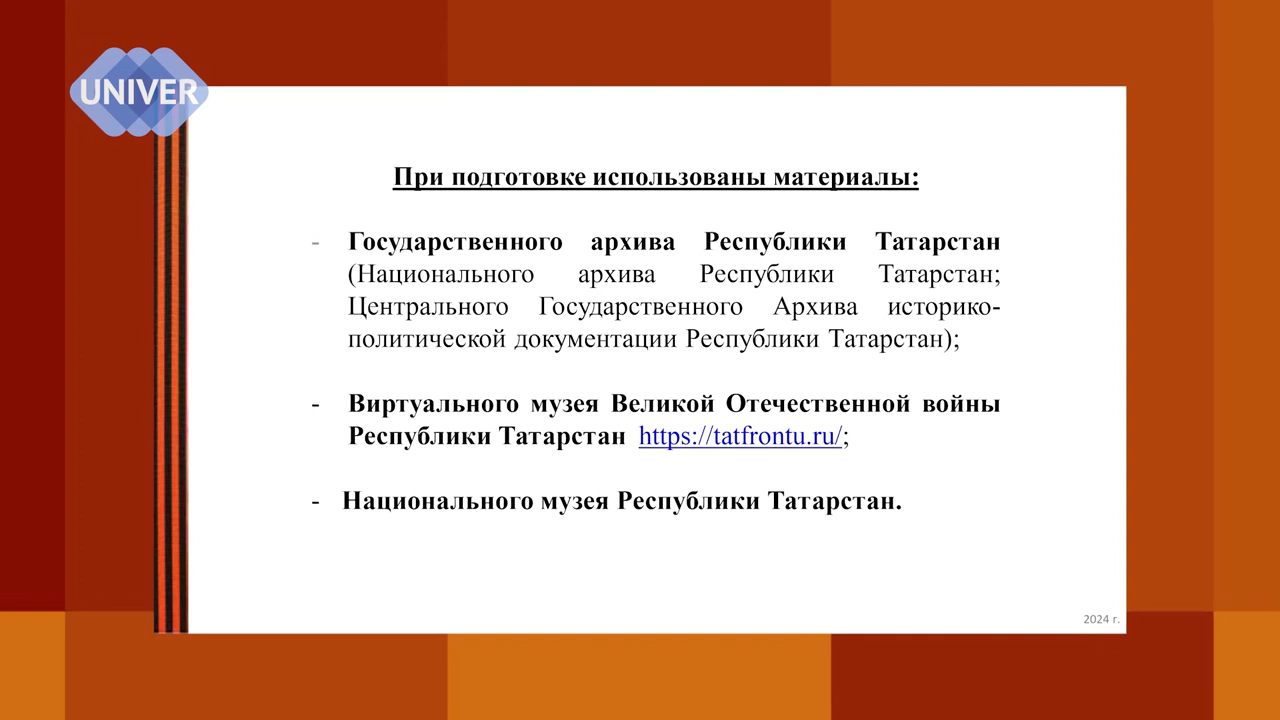 UNIVER
При подготовке использованы материалы:
- Государственного архива Республики Татарстан
(Национального архива Республики Татарстан;
Центрального Государственного Архива историко-
политической документации Республики Татарстан);
- Виртуального музея Великой Отечественной войны
Республики Татарстан https://tatfrontu.ru/;
- Национального музея Республики Татарстан.
2024 г.